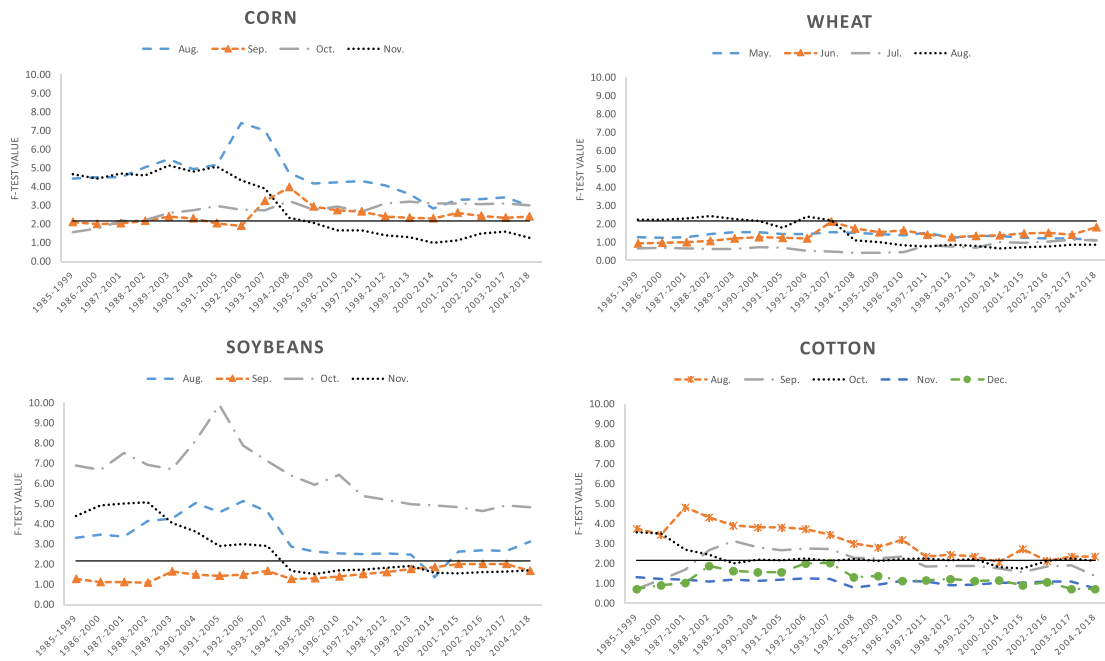 CORN
Aug. Sep. Oct. Nov.
F-TEST VALUE
10.00
9.00
8.00
7.00
6.00
5.00
4.00
3.00
2.00
1.00
0.00
1985-1999 1986-2000 1987-2001 1988-2002 1989-2003 1990-2004 1991-2005 1992-2006 1993-2007 1994-2008 1995-2009 1996-2010 1997-2011 1998-2012 1999-2013 2000-2014 2001-2015 2002-2016 2003-2017 2004-2018
WHEAT
May. Jun. Jul. Aug.
F-TEST VALUE
10.00
9.00
8.00
7.00
6.00
5.00
4.00
3.00
2.00
1.00
0.00
1985-1999 1986-2000 1987-2001 1988-2002 1989-2003 1990-2004 1991-2005 1992-2006 1993-2007 1994-2008 1995-2009 1996-2010 1997-2011 1998-2012 1999-2013 2000-2014 2001-2015 2002-2016 2003-2017 2004-2018
SOYBEANS
Aug. Sep. Oct. Nov.
F-TEST VALUE
10.00
9.00
8.00
7.00
6.00
5.00
4.00
3.00
2.00
1.00
0.00
1985-1999 1986-2000 1987-2001 1988-2002 1989-2003 1990-2004 1991-2005 1992-2006 1993-2007 1994-2008 1995-2009 1996-2010 1997-2011 1998-2012 1999-2013 2000-2014 2001-2015 2002-2016 2003-2017 2004-2018
COTTON
Aug. Sep. Oct. Nov. Dec.
F-TEST VALUE
10.00
9.00
8.00
7.00
6.00
5.00
4.00
3.00
2.00
1.00
0.00
1985-1999 1986-2000 1987-2001 1988-2002 1989-2003 1990-2004 1991-2005 1992-2006 1993-2007 1994-2008 1995-2009 1996-2010 1997-2011 1998-2012 1999-2013 2000-2014 2001-2015 2002-2016 2003-2017 2004-2018